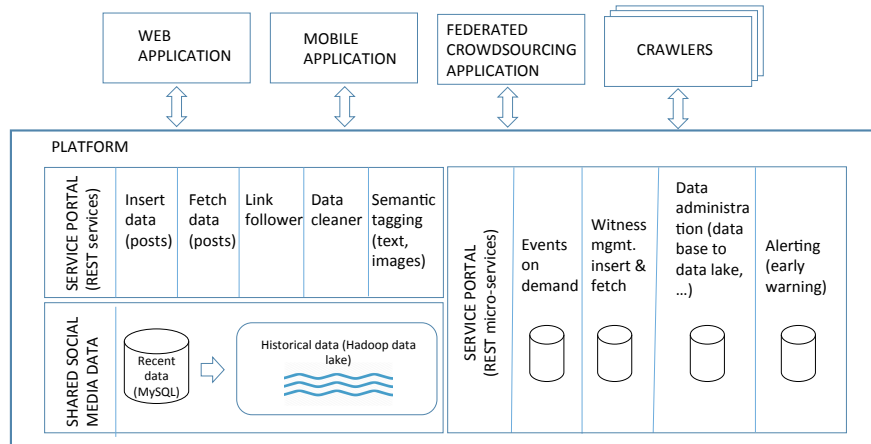 WEB
APPLICATION
MOBILE
APPLICATION
FEDERATED
CROWDSOURCING
APPLICATION
CRAWLERS
PLATFORM
SERVICE PORTAL
(REST services)
Insert
data
(posts)
Fetch
data
(posts)
Link
follower
Data
cleaner
Semantic
tagging
(text,
images)
SHARED SOCIAL
MEDIA DATA
Recent
data
(MySQL)
Historical data (Hadoop data
lake)
SERVICE PORTAL
(REST micro-services)
Events
on
demand
Witness
mgmt.
insert &
fetch
Data
administra
tion (data
base to
data lake,
…)
Alerting
(early
warning)